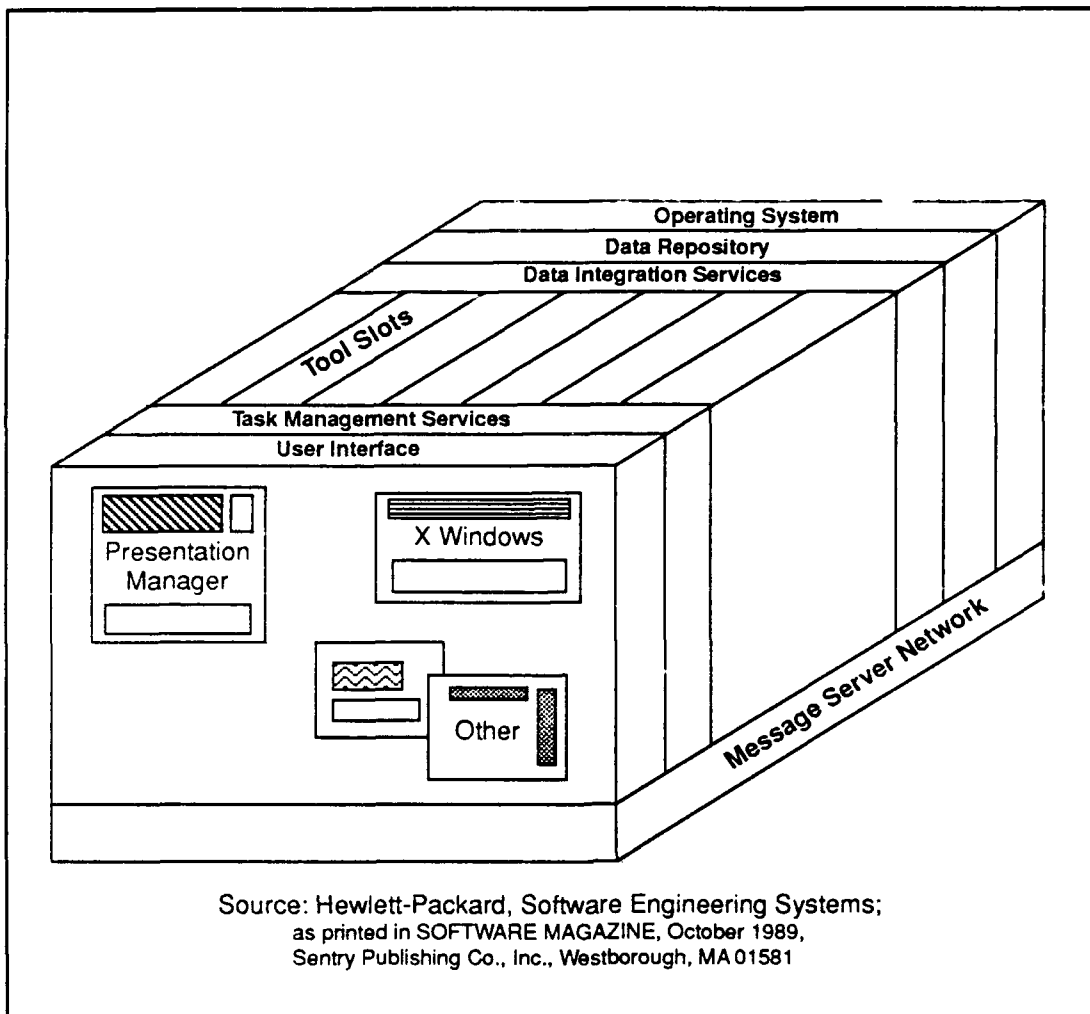 Operating System
Data Repository
Data Integration Services
Tool Slots
Task Management Services
User Interface
Presentation
Manager
X Windows
Other
Message Server Network
Source: Hewlett-Packard, Software Engineering Systems;
as printed in SOFTWARE MAGAZINE, October 1989,
Sentry Publishing Co., Inc., Westborough, MA 01581